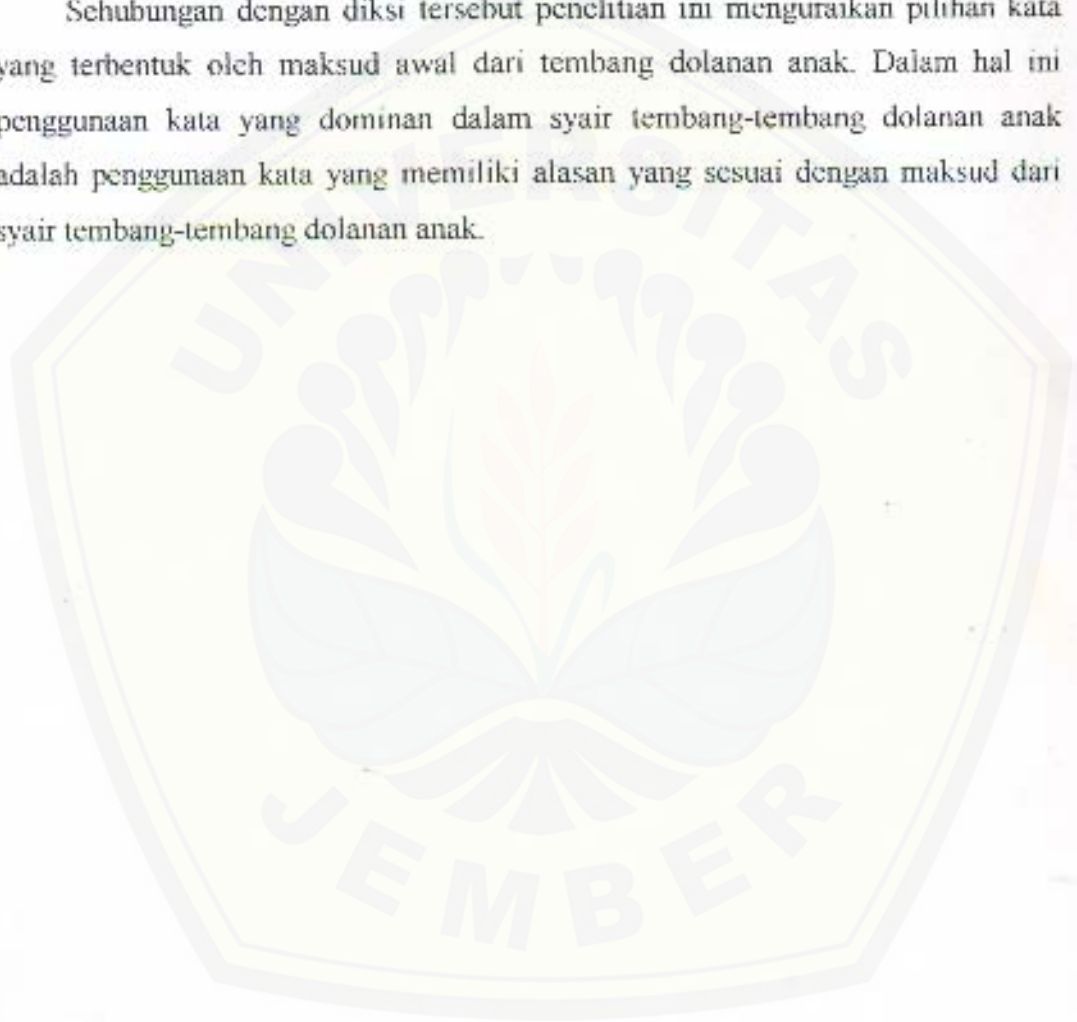 Sehubungan dengan diksi tersebut penelitian ini menguraikan pilihan kata
yang terbentuk oleh maksud awal dari tembang dolanan anak. Dalam hal ini
penggunaan kata yang dominan dalam syair tembang-tembang dolanan anak
adalah penggunaan kata yang memiliki alasan yang sesuai dengan maksud dari
syair tembang-tembang dolanan anak.
UNIVERSITAS
JEMBER